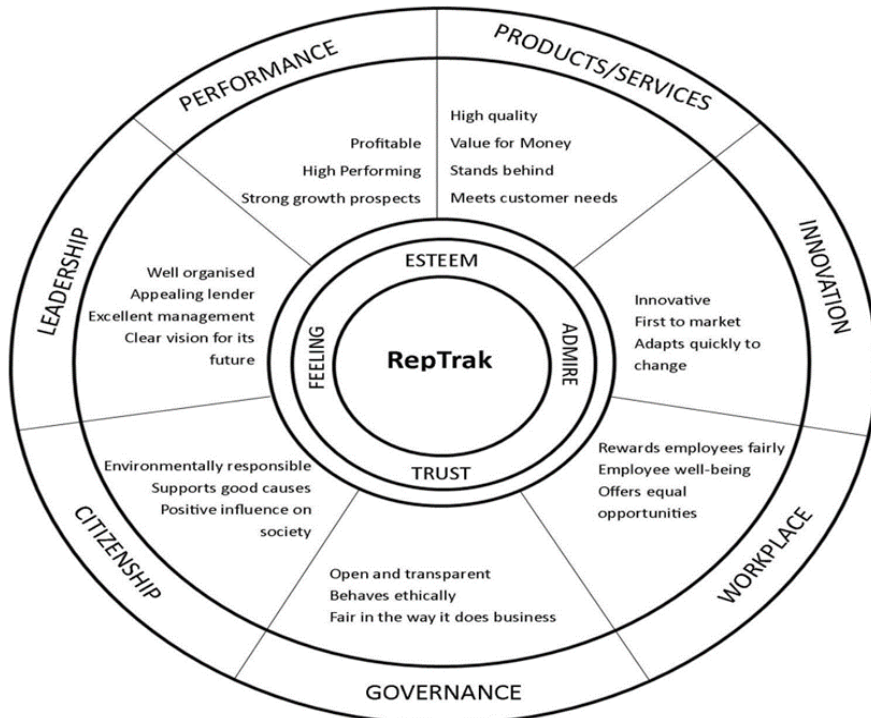 PERFORMANCE
PRODUCTS/SERVICES
Profitable
High Performing
Strong growth prospects
High quality
Value for Money
Stands behind
Meets customer needs
LEADERSHIP
Well organised
Appealing lender
Excellent management
Clear vision for its
future
ESTEEM
FEELING
RepTrak
ADMIRE
TRUST
INNOVATION
Innovative
First to market
Adapts quickly to
change
CITIZENSHIP
Environmentally responsible
Supports good causes
Positive influence on
society
Rewards employees fairly
Employee well-being
Offers equal
opportunities
WORKPLACE
Open and transparent
Behaves ethically
Fair in the way it does business
GOVERNANCE